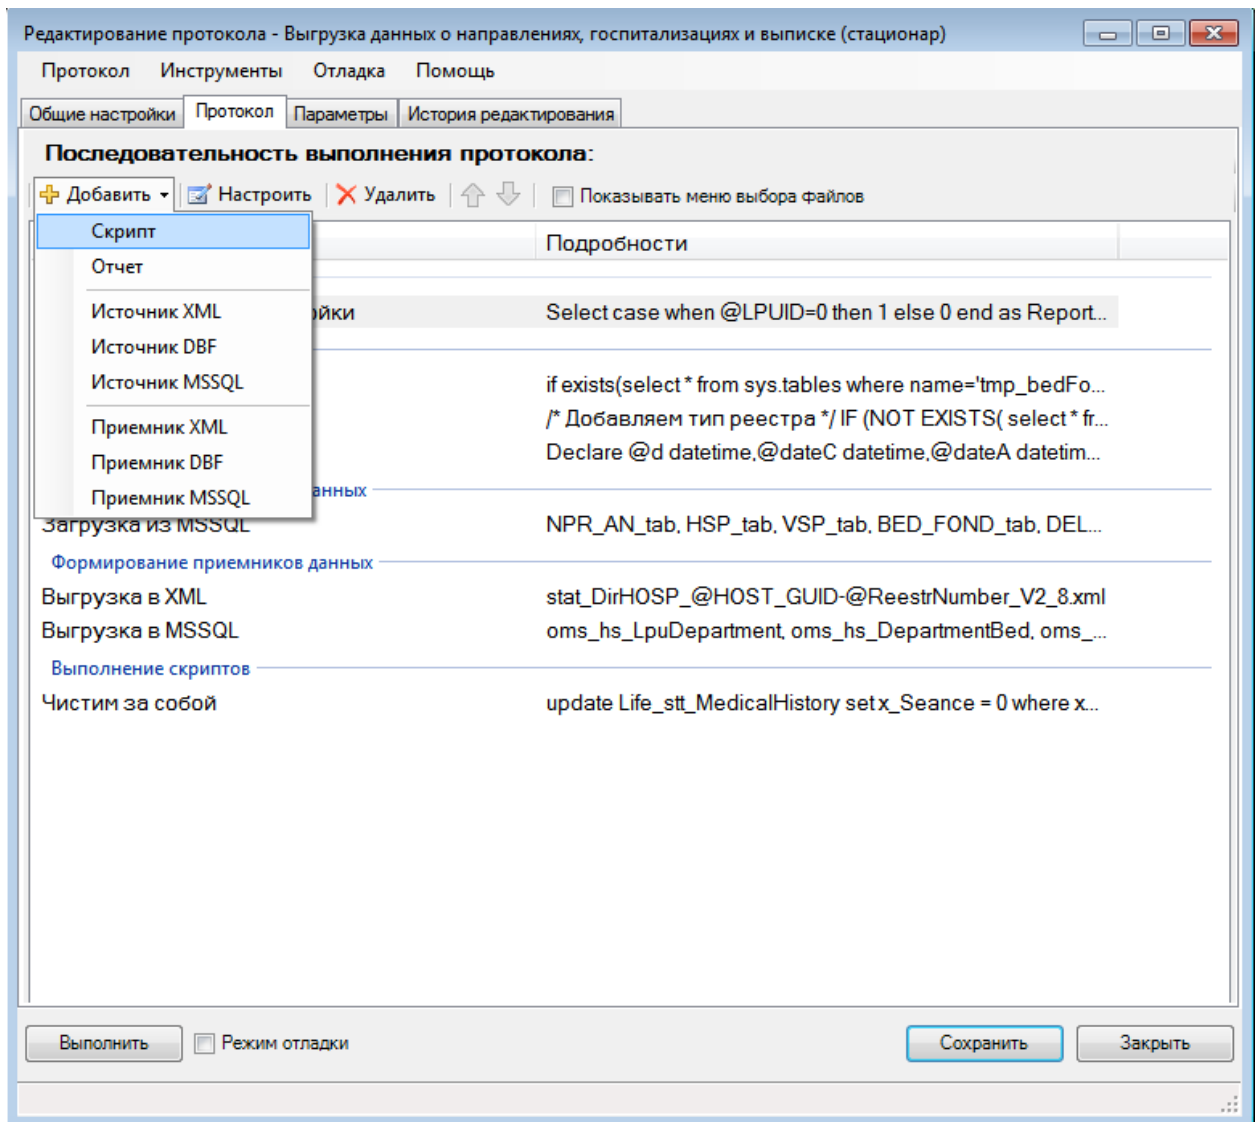 Редактирование протокола - Выгрузка данных о направлениях, госпитализациях и выписке (стационар)
Протокол Инструменты Отладка Помощь
Общие настройки Протокол Параметры История редактирования
Последовательность выполнения протокола:
Добавить Настроить Удалить Показывать меню выбора файлов
Скрипт
Подробности
Отчет
Источник XML
ойки Select case when @LPUID=0 then 1 else 0 end as Report...
Источник DBF
Источник MSSQL if exists(select * from sys.tables where name='tmp_bedFo...
Приемник XML /* Добавляем тип реестра */ IF (NOT EXISTS( select * fr...
Приемник DBF Declare @d datetime,@dateC datetime,@dateA datetim...
Приемник MSSQL анных
Загрузка из MSSQL NPR_AN_tab, HSP_tab, VSP_tab, BED_FOND_tab, DEL...
Формирование приемников данных
Выгрузка в XML stat_DirHOSP_@HOST_GUID-@ReestrNumber_V2_8.xml
Выгрузка в MSSQL oms_hs_LpuDepartment, oms_hs_DepartmentBed, oms_...
Выполнение скриптов
Чистим за собой update Life_stt_MedicalHistory set x_Seance = 0 where x...
Выполнить Режим отладки Сохранить Закрыть